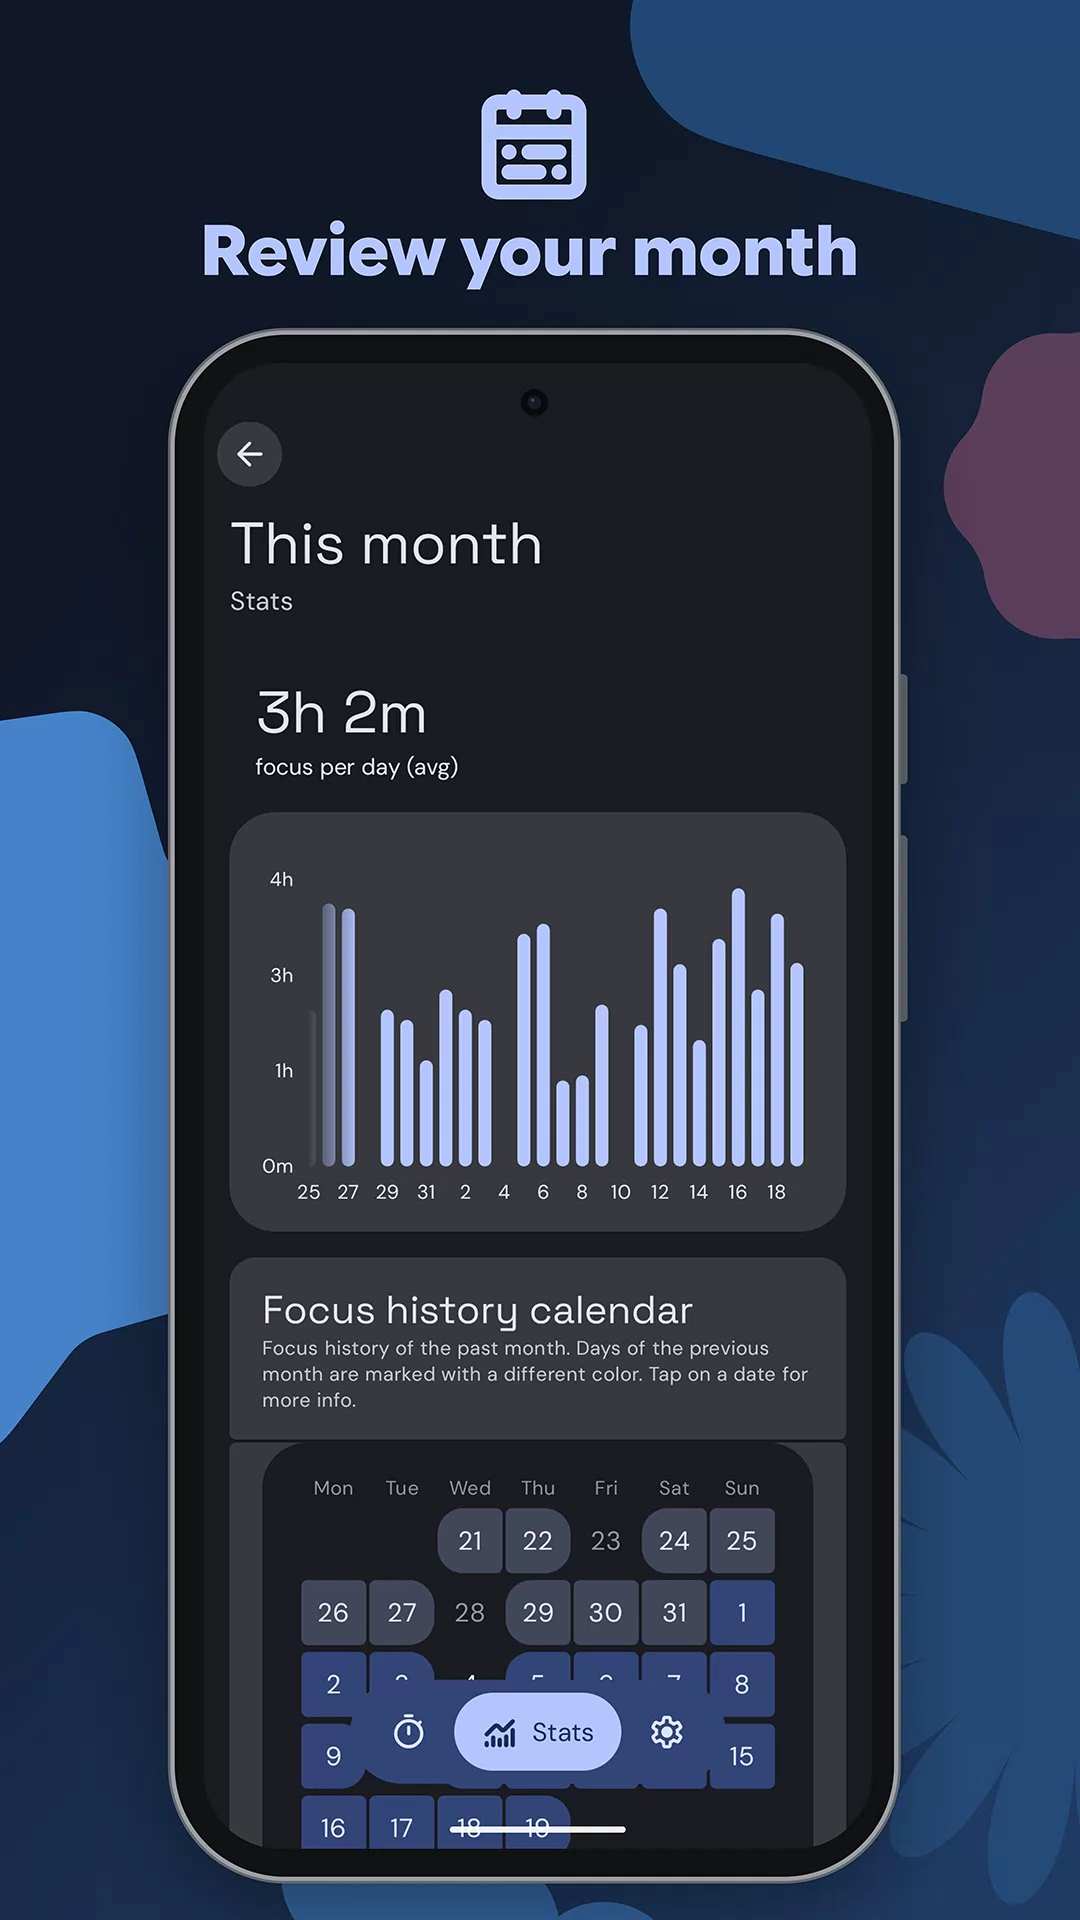 Review your month
This month
Stats
3h 2m
focus per day (avg)
4h
3h
1h
0m
25 27 29 31 2 4 6 8 10 12 14 16 18
Focus history calendar
Focus history of the past month. Days of the previous
month are marked with a different color. Tap on a date for
more info.
Mon Tue Wed Thu Fri Sat Sun
21 22 23 24 25
26 27 28 29 30 31 1
2 8
Stats
9 15
16 17 18 19